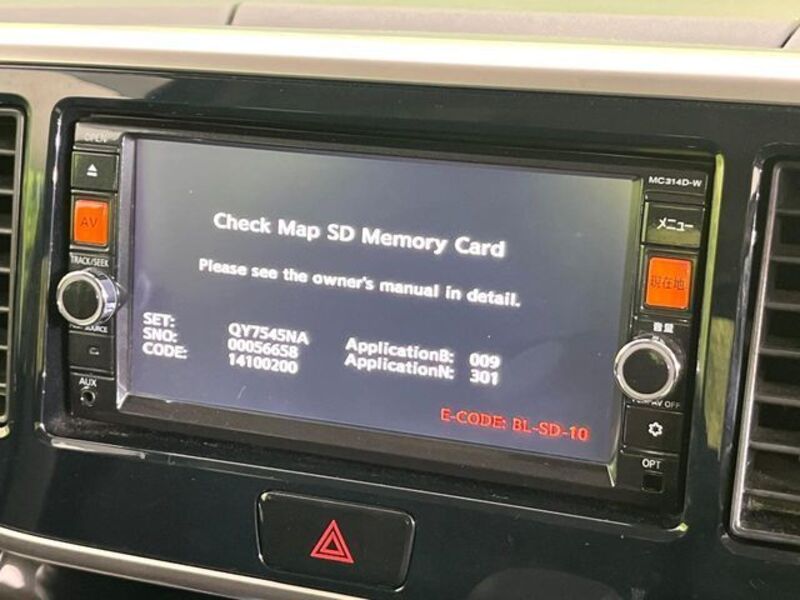 OPEN
MC314D-W
AV
メニュー
TRACK/SEEK
現在地
音量
AUX
OPT
Check Map SD Memory Card
Please see the owner's manual in detail.
SET: QY7545NA
SNO: 00056658 ApplicationB: 009
CODE: 14100200 ApplicationN: 301
E-CODE: BL-SD-10